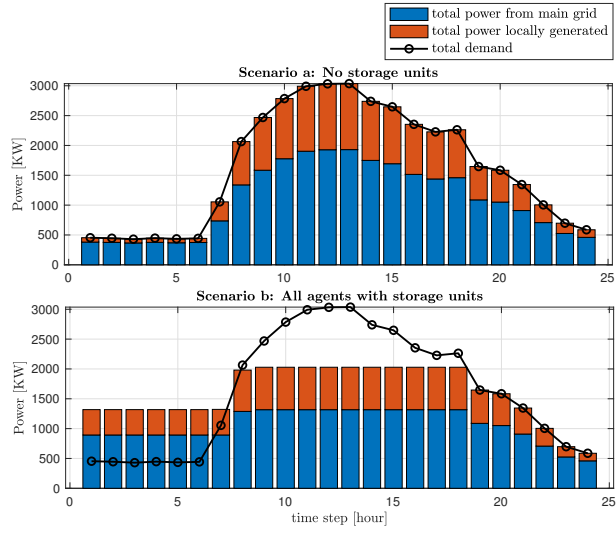 total power from main grid
total power locally generated
total demand
Scenario a: No storage units
Power [KW]
3000
2500
2000
1500
1000
500
0
0 5 10 15 20 25
Scenario b: All agents with storage units
Power [KW]
3000
2500
2000
1500
1000
500
0
0 5 10 15 20 25
time step [hour]